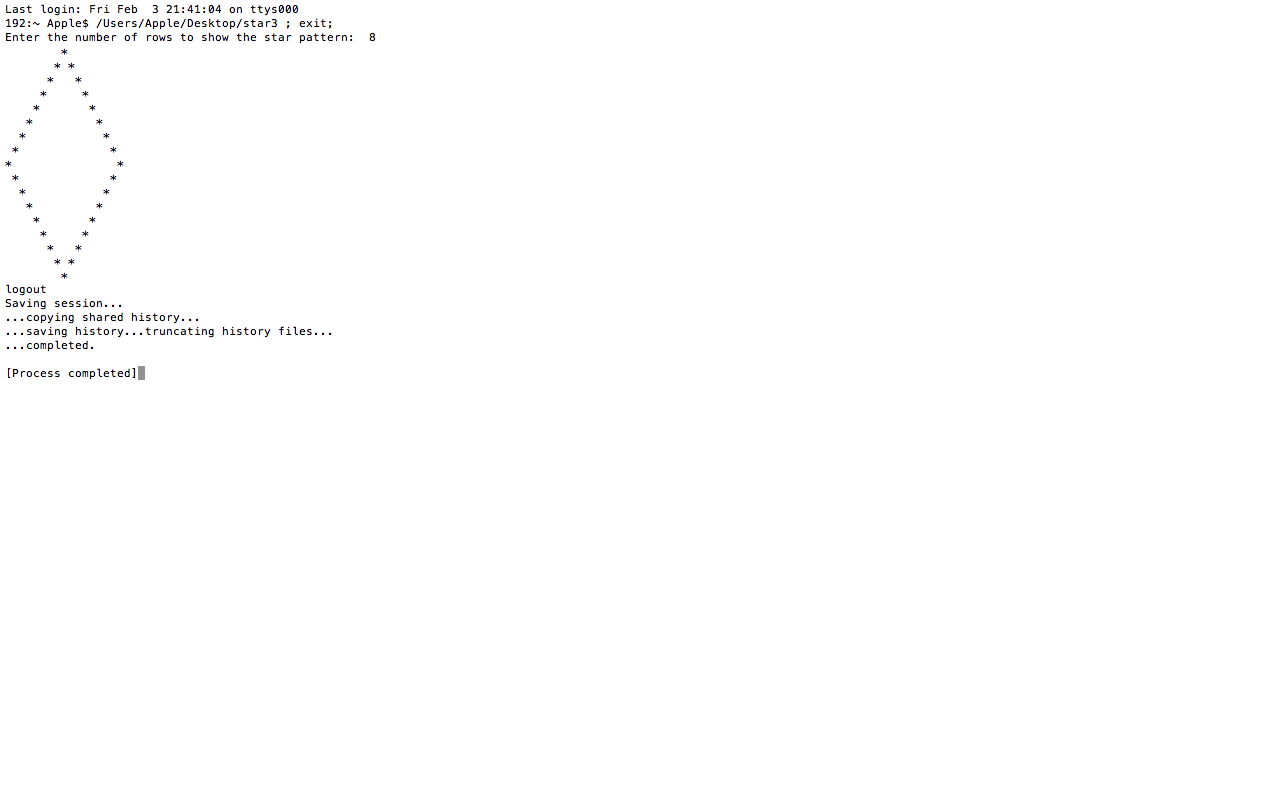 Last login: Fri Feb  3 21:41:04 on ttys000
192:~ Apple$ /Users/Apple/Desktop/star3 ; exit;
Enter the number of rows to show the star pattern:  8
        *
       * *
      *   *
     *     *
    *       *
   *         *
  *           *
 *             *
*               *
 *             *
  *           *
   *         *
    *       *
     *     *
      *   *
       * *
        *
logout
Saving session...
...copying shared history...
...saving history...truncating history files...
...completed.

[Process completed]